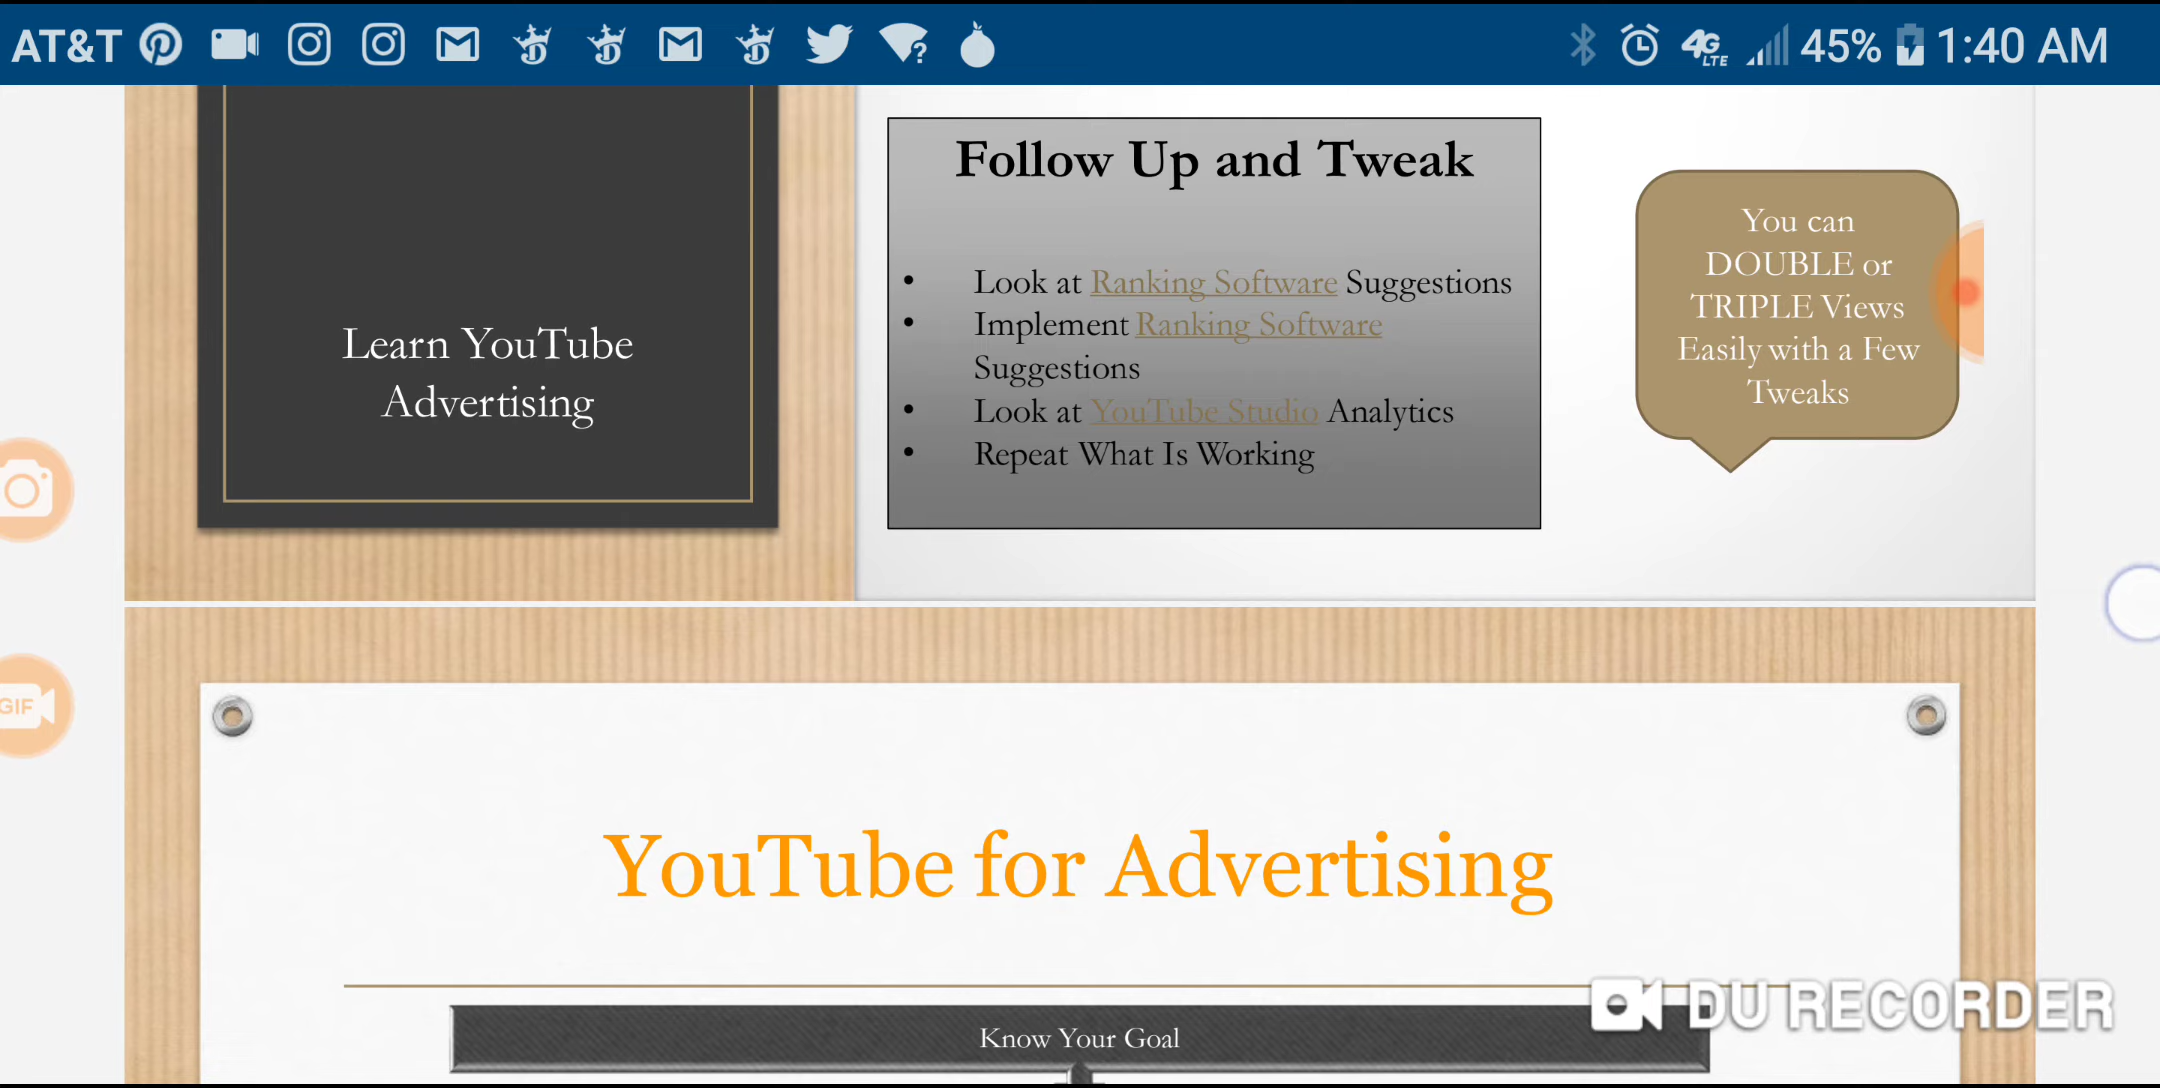 AT&T 4G LTE 45% 1:40 AM
Learn YouTube
Advertising
Follow Up and Tweak
• Look at Ranking Software Suggestions
• Implement Ranking Software
Suggestions
• Look at YouTube Studio Analytics
• Repeat What Is Working
You can
DOUBLE or
TRIPLE Views
Easily with a Few
Tweaks
GIF
YouTube for Advertising
Know Your Goal
DU RECORDER